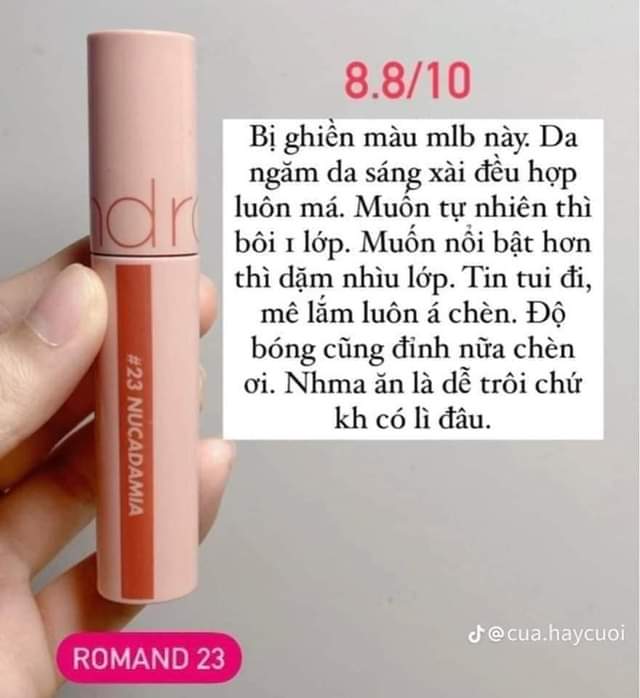 8.8/10
Bị ghiền màu mlb này. Da
ngăm da sáng xài đều hợp
luôn má. Muốn tự nhiên thì
bôi 1 lớp. Muốn nổi bật hơn
thì dặm nhìu lớp. Tin tui đi,
mê lắm luôn á chèn. Độ
bóng cũng đỉnh nữa chèn
ơi. Nhma ăn là dễ trôi chứ
kh có lì đâu.
ndr
#23 NUCADAMIA
@cua.haycuoi
ROMAND 23